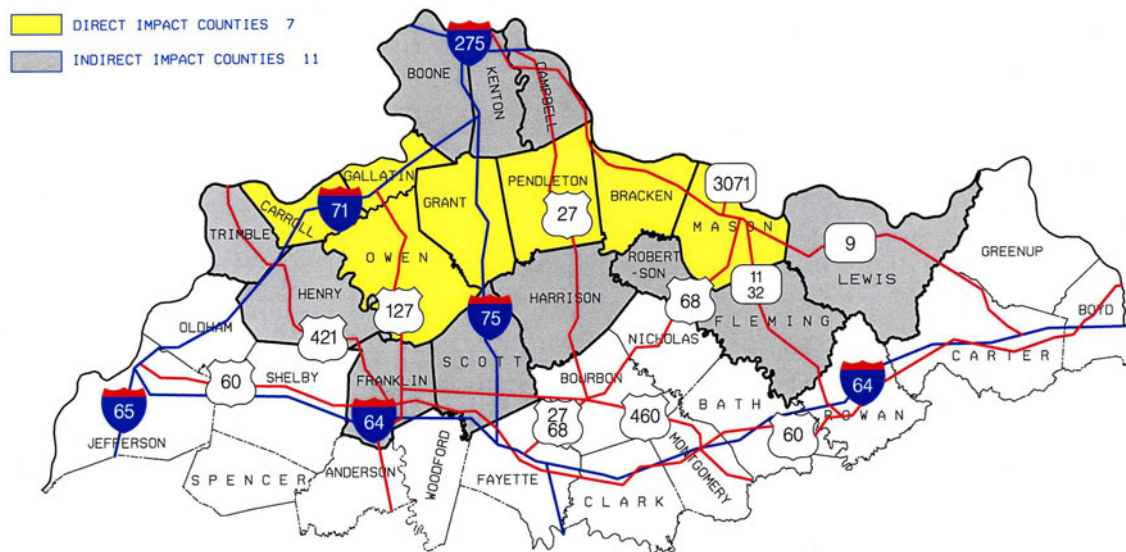 DIRECT IMPACT COUNTIES 7
INDIRECT IMPACT COUNTIES 11
275
BOONE
KENTON
CAMPBELL
GALLATIN
PENDLETON
BRACKEN
3071
71
GRANT
27
MASON
CARROLL
TRIMBLE
OWEN
9
GREENUP
ROBERT
-SON
11
32
LEWIS
HENRY
127
75
HARRISON
68
FLEMING
BOYD
OLDHAM
421
NICHOLAS
CARTER
60
SHELBY
FRANKLIN
SCOTT
BOURBON
64
65
64
27
68
460
BATH
60
ROWAN
JEFFERSON
MONTGOMERY
SPENCER
ANDERSON
WOODFORD
FAYETTE
CLARK